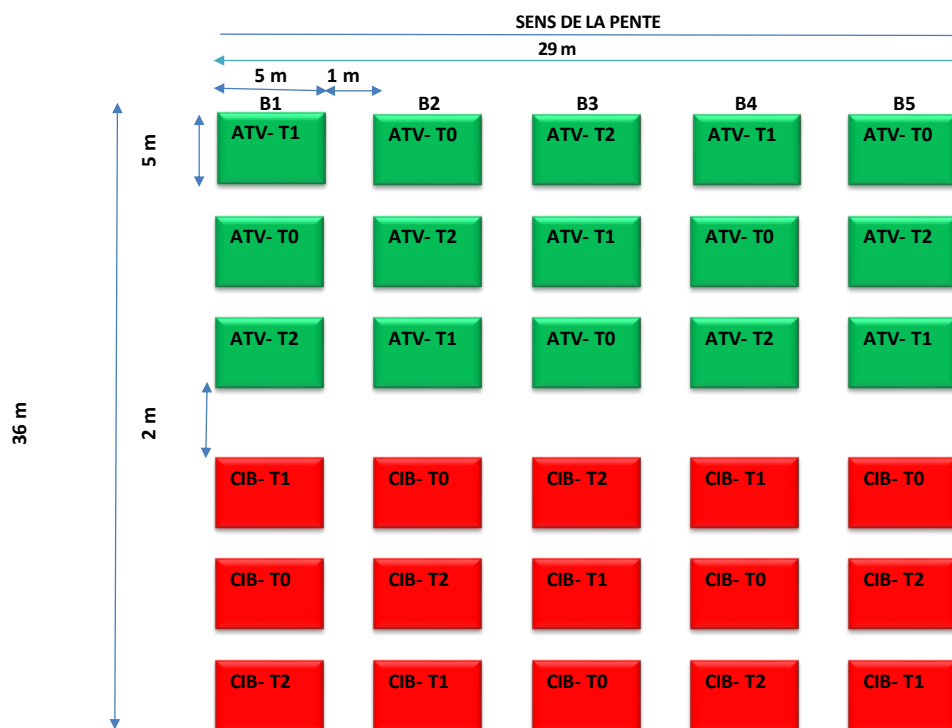 SENS DE LA PENTE
29 m
5 m 1 m
B1 B2 B3 B4 B5
5 m
ATV- T1 ATV- T0 ATV- T2 ATV- T1 ATV- T0
ATV- T0 ATV- T2 ATV- T1 ATV- T0 ATV- T2
ATV- T2 ATV- T1 ATV- T0 ATV- T2 ATV- T1
36 m
2 m
CIB- T1 CIB- T0 CIB- T2 CIB- T1 CIB- T0
CIB- T0 CIB- T2 CIB- T1 CIB- T0 CIB- T2
CIB- T2 CIB- T1 CIB- T0 CIB- T2 CIB- T1